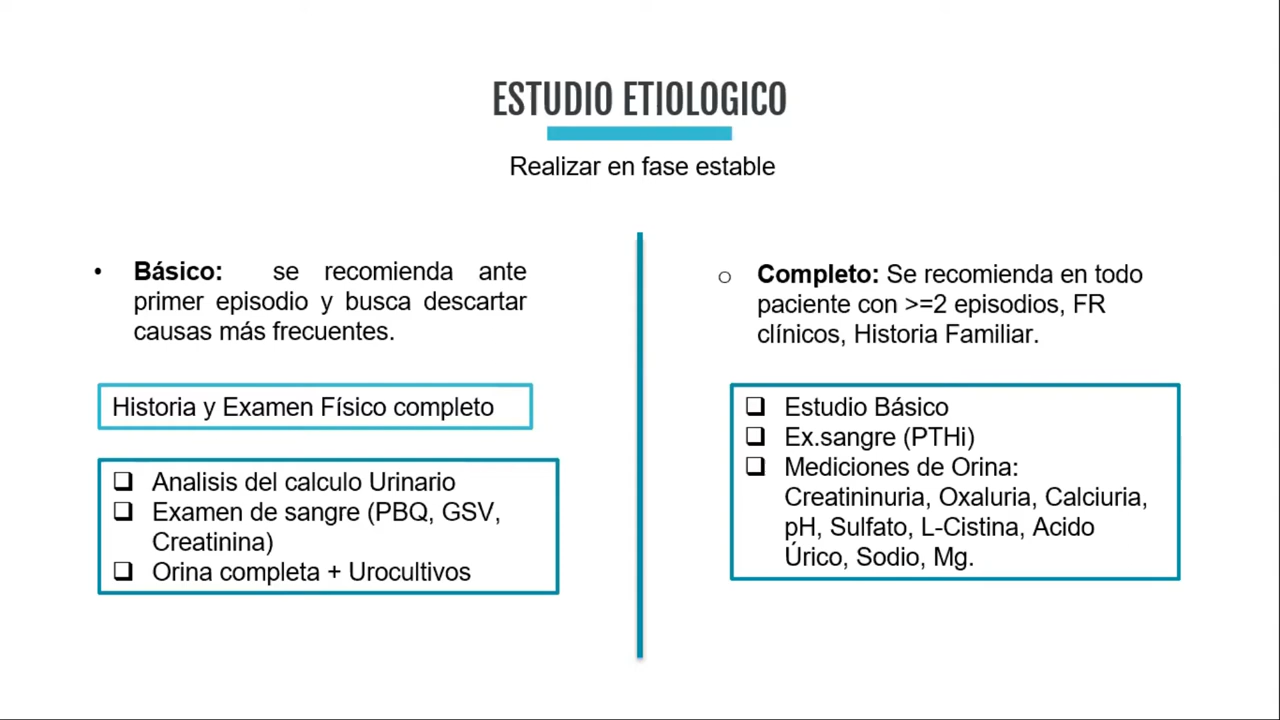 ESTUDIO ETIOLOGICO
Realizar en fase estable
• Básico: se recomienda ante
primer episodio y busca descartar
causas más frecuentes.
Historia y Examen Físico completo
❑ Analisis del calculo Urinario
❑ Examen de sangre (PBQ, GSV,
Creatinina)
❑ Orina completa + Urocultivos
o Completo: Se recomienda en todo
paciente con >=2 episodios, FR
clínicos, Historia Familiar.
❑ Estudio Básico
❑ Ex.sangre (PTHi)
❑ Mediciones de Orina:
Creatininuria, Oxaluria, Calciuria,
pH, Sulfato, L-Cistina, Acido
Úrico, Sodio, Mg.